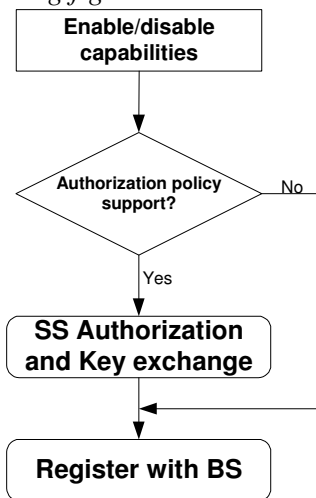 Enable/disable
capabilities
Authorization policy
support?
No
Yes
SS Authorization
and Key exchange
Register with BS